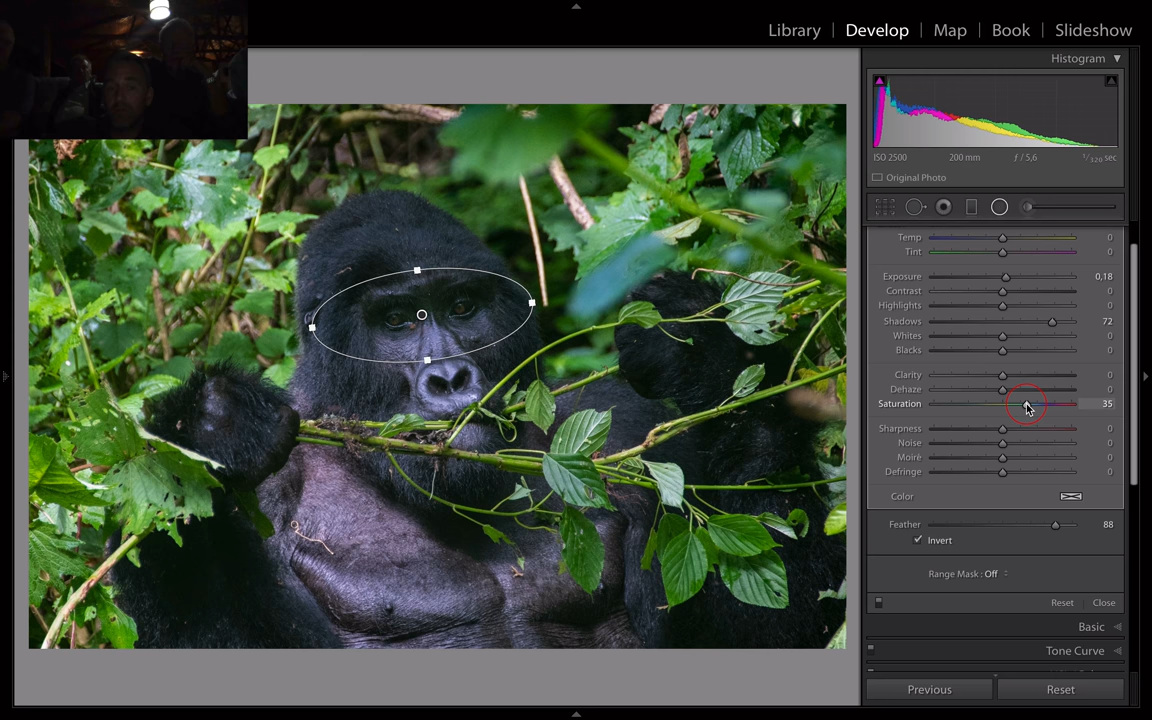 Library | Develop | Map | Book | Slideshow
Histogram
ISO 2500 200 mm ƒ / 5,6 1/320 sec
Original Photo
Temp 0
Tint 0
Exposure 0,18
Contrast 0
Highlights 0
Shadows 72
Whites 0
Blacks 0
Clarity 0
Dehaze 0
Saturation 35
Sharpness 0
Noise 0
Moiré 0
Defringe 0
Color
Feather 88
Invert
Range Mask : Off
Reset Close
Basic
Tone Curve
Previous Reset